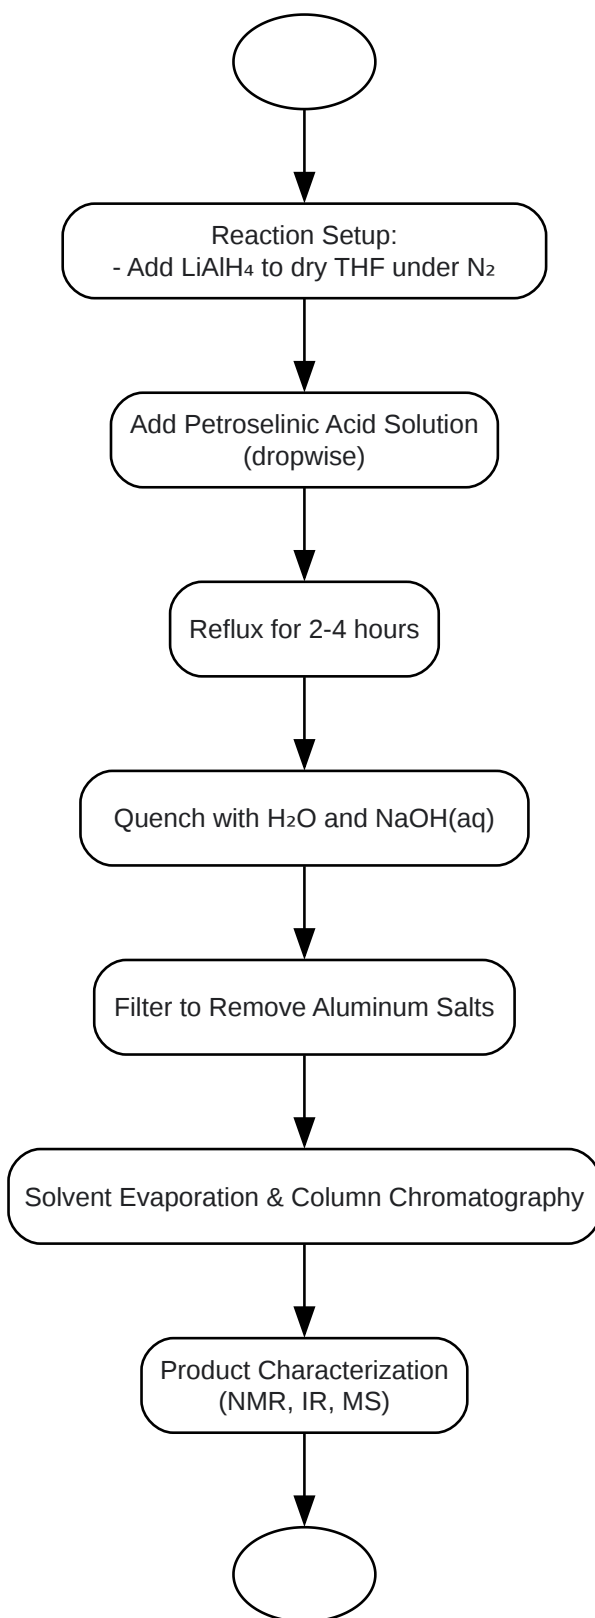 Reaction Setup:
- Add LiAlH₄ to dry THF under N₂
Add Petroselinic Acid Solution
(dropwise)
Reflux for 2-4 hours
Quench with H₂O and NaOH(aq)
Filter to Remove Aluminum Salts
Solvent Evaporation & Column Chromatography
Product Characterization
(NMR, IR, MS)